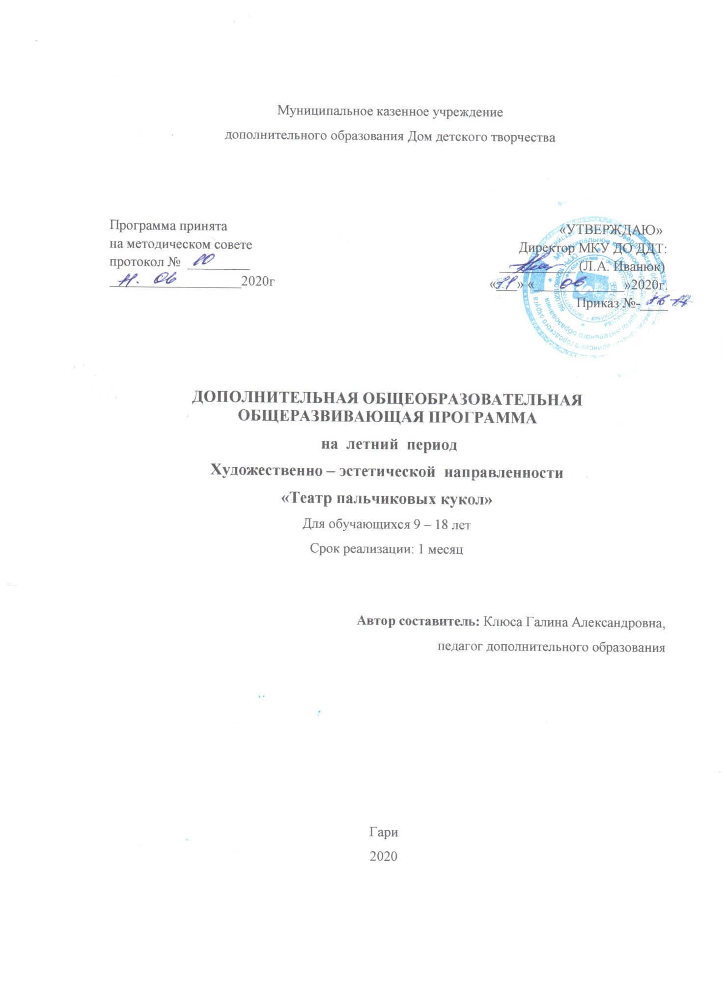 Муниципальное казенное учреждение
дополнительного образования Дом детского творчества
Программа принята
на методическом совете
протокол № 10
11. 06 2020г
«УТВЕРЖДАЮ»
Директор МКУ ДО ДДТ:
(Л.А. Иванюк)
«11» «06»2020г.
Приказ №-
ДОПОЛНИТЕЛЬНАЯ ОБЩЕОБРАЗОВАТЕЛЬНАЯ
ОБЩЕРАЗВИВАЮЩАЯ ПРОГРАММА
на летний период
Художественно – эстетической направленности
«Театр пальчиковых кукол»
Для обучающихся 9 – 18 лет
Срок реализации: 1 месяц
Автор составитель: Клюса Галина Александровна,
педагог дополнительного образования
Гари
2020